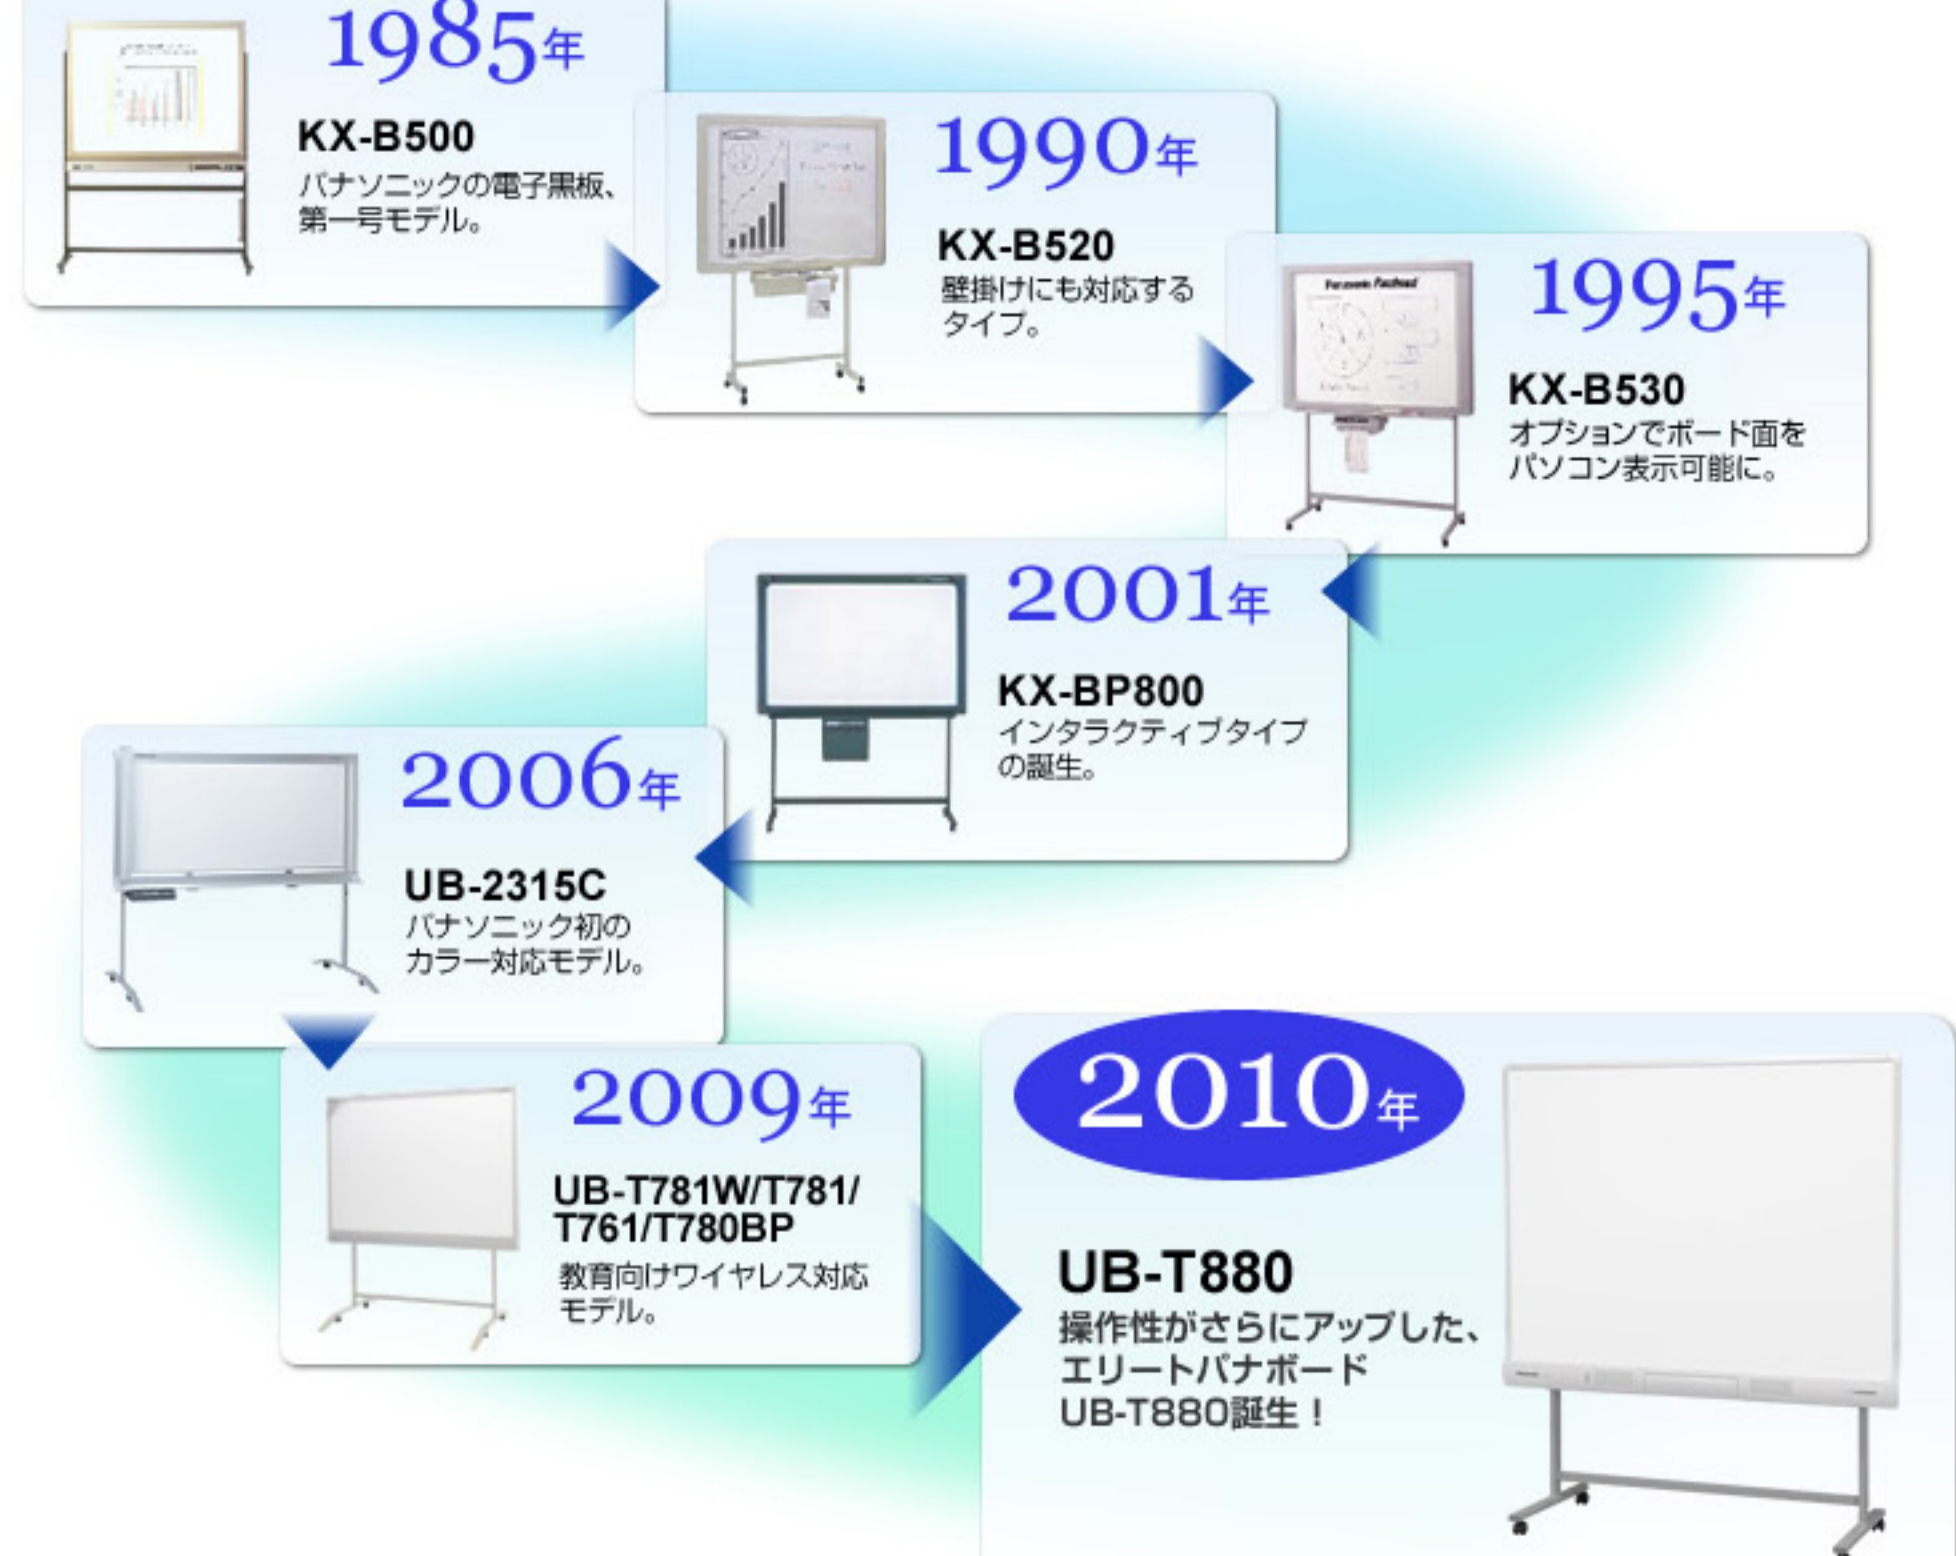 1985年
KX-B500
パナソニックの電子黒板、
第一号モデル。
1990年
KX-B520
壁掛けにも対応する
タイプ。
1995年
KX-B530
オプションでボード面を
パソコン表示可能に。
2001年
KX-BP800
インタラクティブタイプ
の誕生。
2006年
UB-2315C
パナソニック初の
カラー対応モデル。
2009年
UB-T781W/T781/
T761/T780BP
教育向けワイヤレス対応
モデル。
2010年
UB-T880
操作性がさらにアップした、
エリートパナボード
UB-T880誕生！